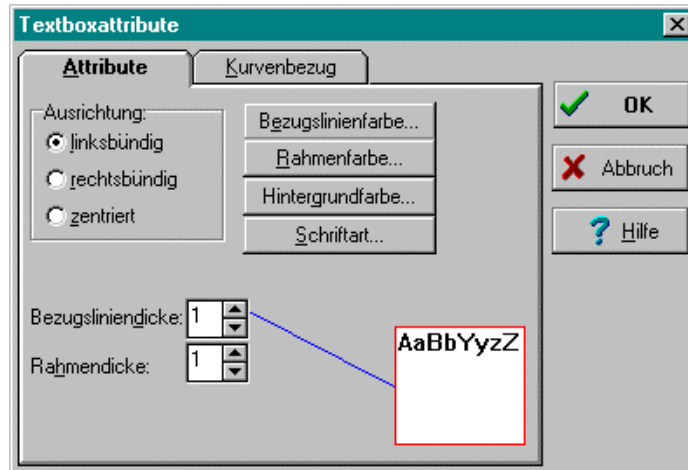 Textboxattribute
Attribute
Kurvenbezug
Ausrichtung:
linksbündig
rechtsbündig
zentriert
Bezugslinienfarbe...
Rahmenfarbe...
Hintergrundfarbe...
Schriftart...
Bezugsliniendicke: 1
Rahmendicke: 1
AaBbYyzZ
OK
Abbruch
Hilfe